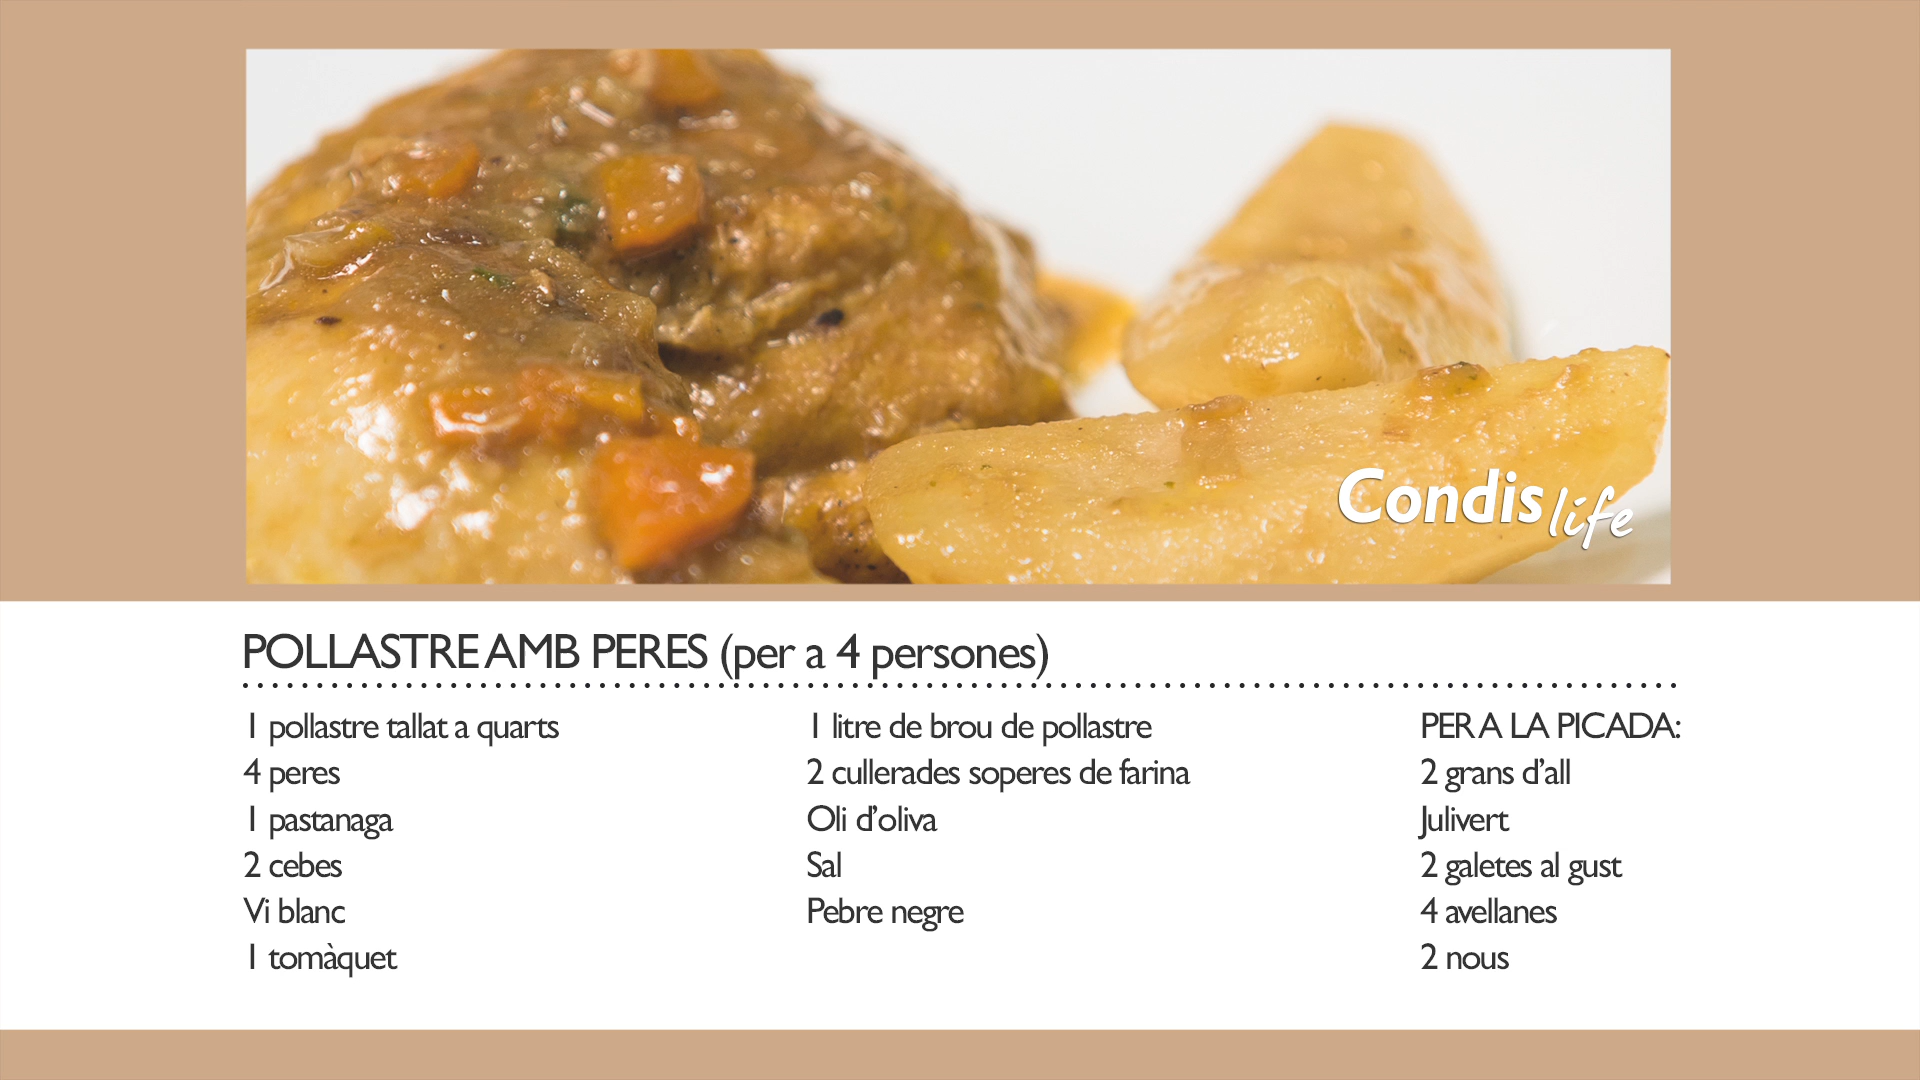 Condis life
POLLASTRE AMB PERES (per a 4 persones)
1 pollastre tallat a quarts
4 peres
1 pastanaga
2 cebes
Vi blanc
1 tomàquet
1 litre de brou de pollastre
2 cullerades soperes de farina
Oli d’oliva
Sal
Pebre negre
PER A LA PICADA:
2 grans d’all
Julivert
2 galetes al gust
4 avellanes
2 nous